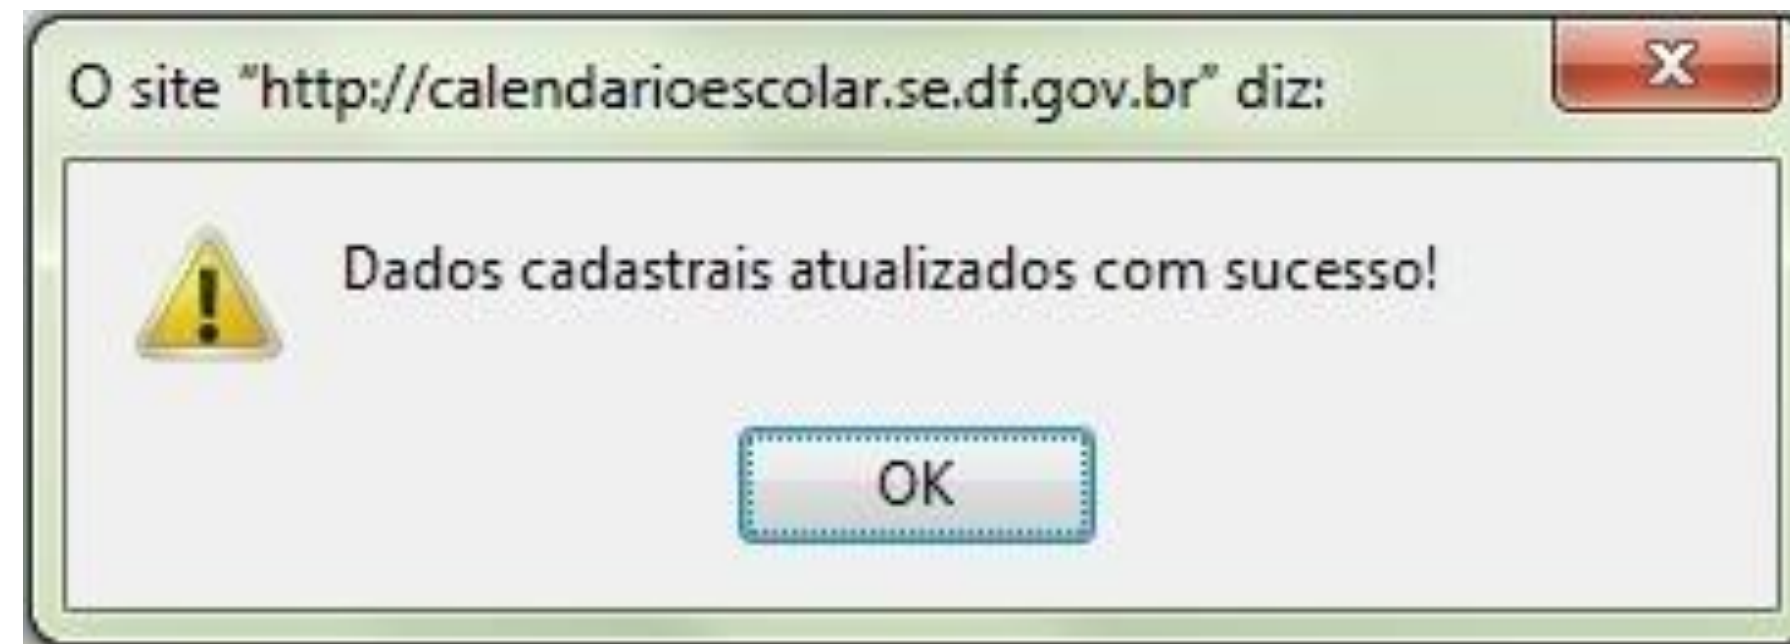 O site “http://calendarioescolar.se.df.gov.br” diz:
Dados cadastrais atualizados com sucesso!
OK